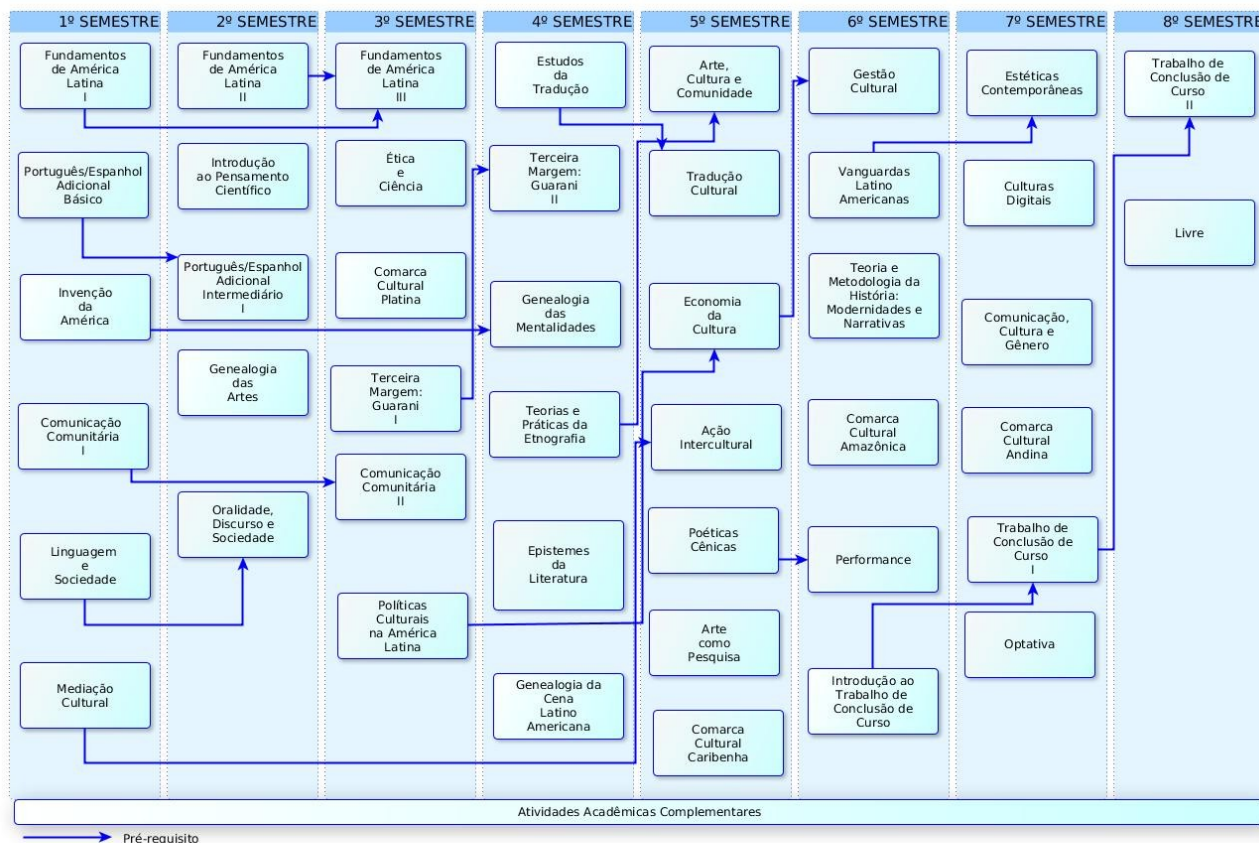 1º SEMESTRE
Fundamentos
de América
Latina
I
Português/Espanhol
Adicional
Básico
Invenção
da
América
Comunicação
Comunitária
I
Linguagem
e
Sociedade
Mediação
Cultural
2º SEMESTRE
Fundamentos
de América
Latina
II
Introdução
ao Pensamento
Científico
Português/Espanhol
Adicional
Intermediário
I
Genealogia
das
Artes
Oralidade,
Discurso e
Sociedade
3º SEMESTRE
Fundamentos
de América
Latina
III
Ética
e
Ciência
Comarca
Cultural
Platina
Terceira
Margem:
Guarani
I
Comunicação
Comunitária
II
Políticas
Culturais
na América
Latina
4º SEMESTRE
Estudos
da
Tradução
Terceira
Margem:
Guarani
II
Genealogia
das
Mentalidades
Teorias e
Práticas da
Etnografia
Epistemes
da
Literatura
Genealogia da
Cena
Latino
Americana
5º SEMESTRE
Arte,
Cultura e
Comunidade
Tradução
Cultural
Economia
da
Cultura
Ação
Intercultural
Poéticas
Cênicas
Arte
como
Pesquisa
Comarca
Cultural
Caribenha
6º SEMESTRE
Gestão
Cultural
Vanguardas
Latino
Americanas
Teoria e
Metodologia da
História:
Modernidades e
Narrativas
Comarca
Cultural
Amazônica
Performance
Introdução ao
Trabalho de
Conclusão de
Curso
7º SEMESTRE
Estéticas
Contemporâneas
Culturas
Digitais
Comunicação,
Cultura e
Gênero
Comarca
Cultural
Andina
Trabalho de
Conclusão de
Curso
I
Optativa
8º SEMESTRE
Trabalho de
Conclusão de
Curso
II
Livre
Atividades Acadêmicas Complementares
Pré-requisito